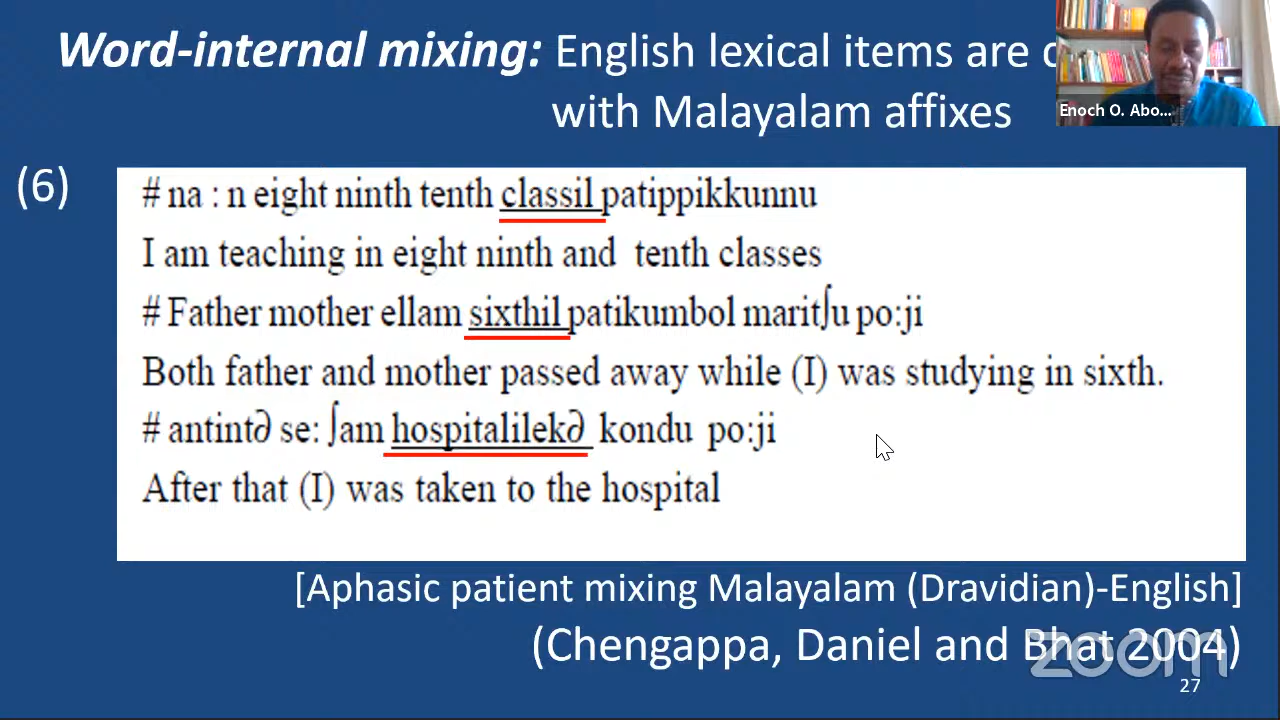 Word-internal mixing: English lexical items are c
with Malayalam affixes
Enoch O. Abo...
(6)
# na : n eight ninth tenth classil patippikkunnu
I am teaching in eight ninth and tenth classes
# Father mother ellam sixthil patikumbol maritʃu po:ji
Both father and mother passed away while (I) was studying in sixth.
# antint∂ se: ʃam hospitalilek∂ kondu po:ji
After that (I) was taken to the hospital
[Aphasic patient mixing Malayalam (Dravidian)-English]
(Chengappa, Daniel and Bhat 2004)
zoom
27